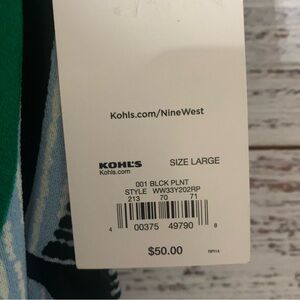 Kohls.com/NineWest
KOHL'S
Kohls.com
SIZE LARGE
001 BLCK PLNT
STYLE WW33Y202RP
213 70 71
4 00375 49790 8
$50.00